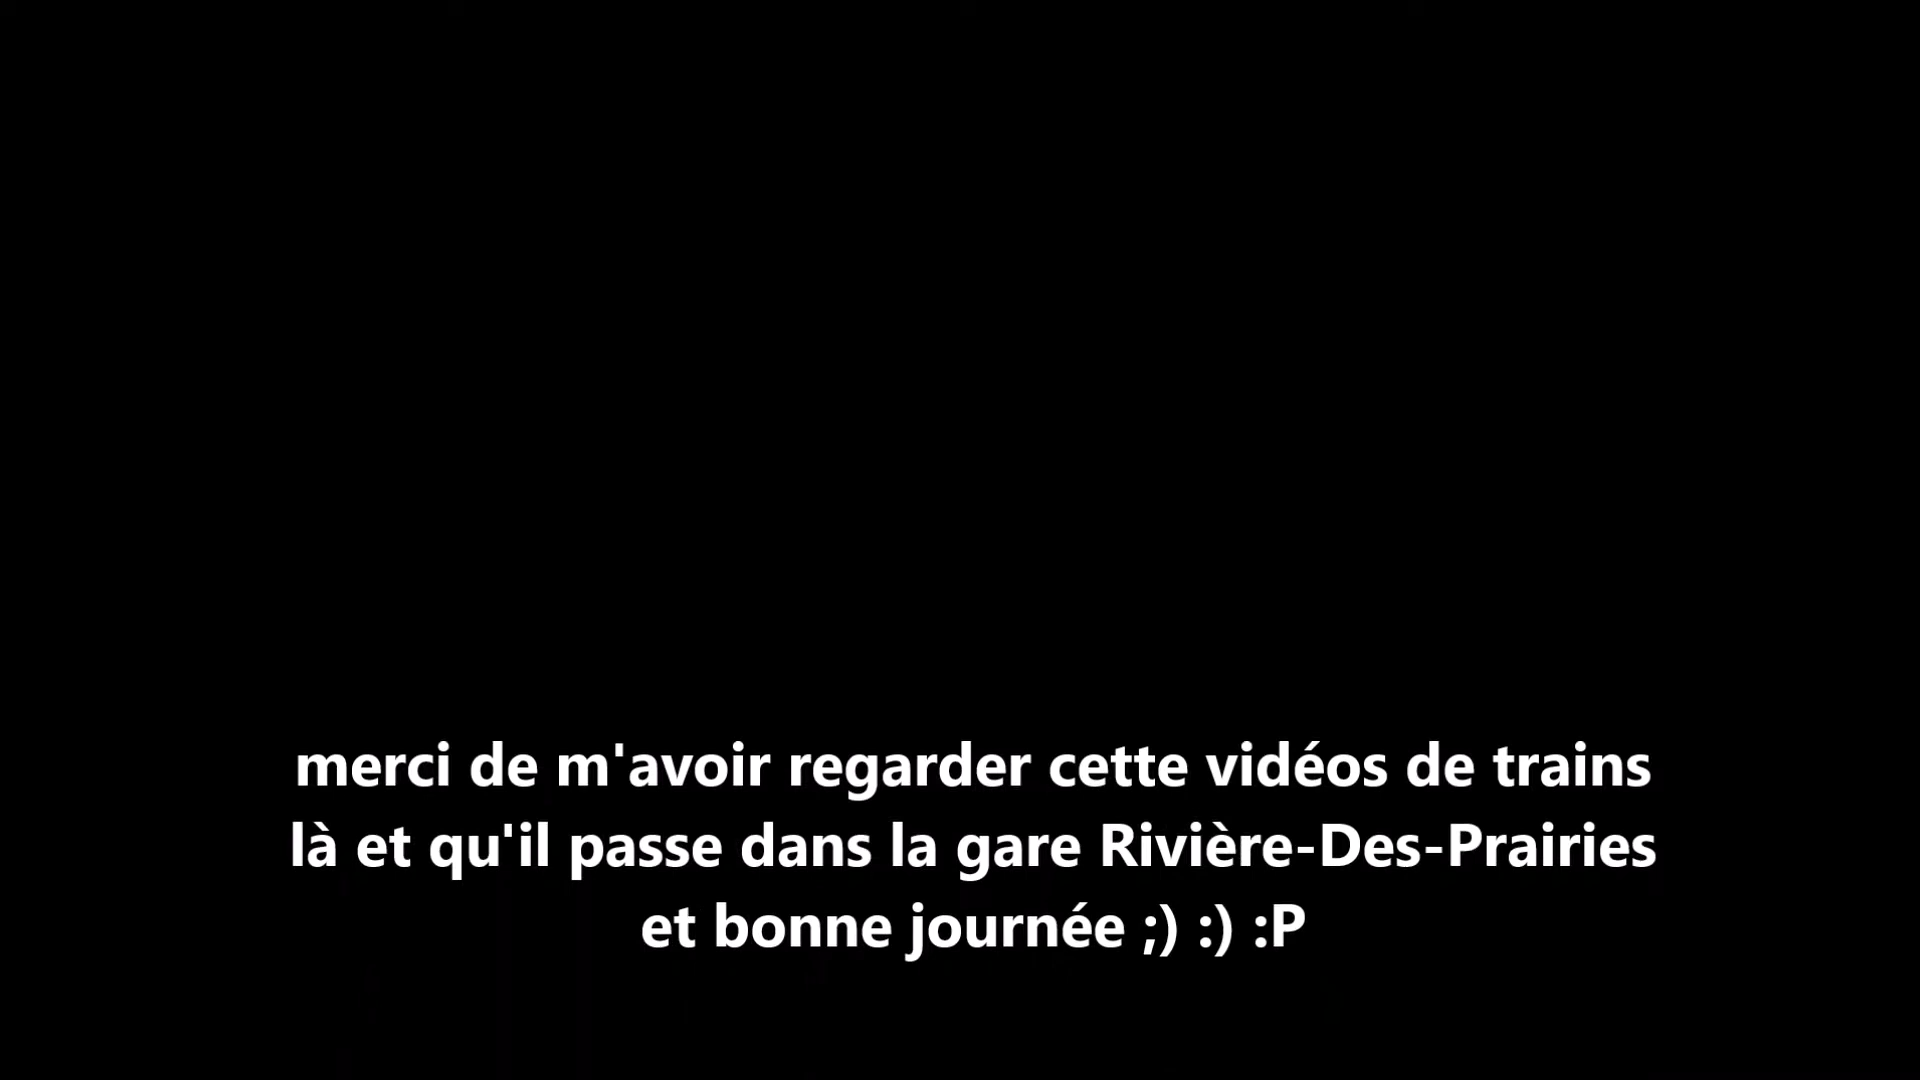 merci de m'avoir regarder cette vidéos de trains
là et qu'il passe dans la gare Rivière-Des-Prairies
et bonne journée ;) :) :P